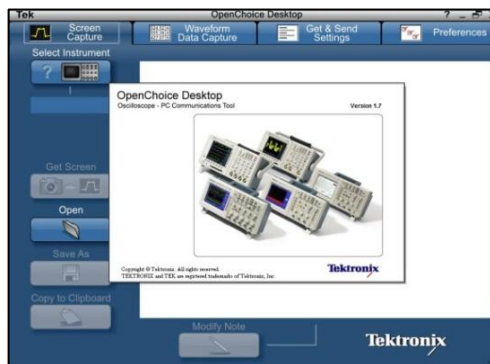 Tek
OpenChoice Desktop
Screen
Capture
Waveform
Data Capture
Get & Send
Settings
Preferences
Select Instrument
OpenChoice Desktop
Oscilloscope - PC Communications Tool
Version 1.7
Get Screen
Open
Save As
Copy to Clipboard
Copyright © Tektronix. All rights reserved.
TEKTRONIX and TEK are registered trademarks of Tektronix, Inc.
Tektronix
Modify Note
Tektronix